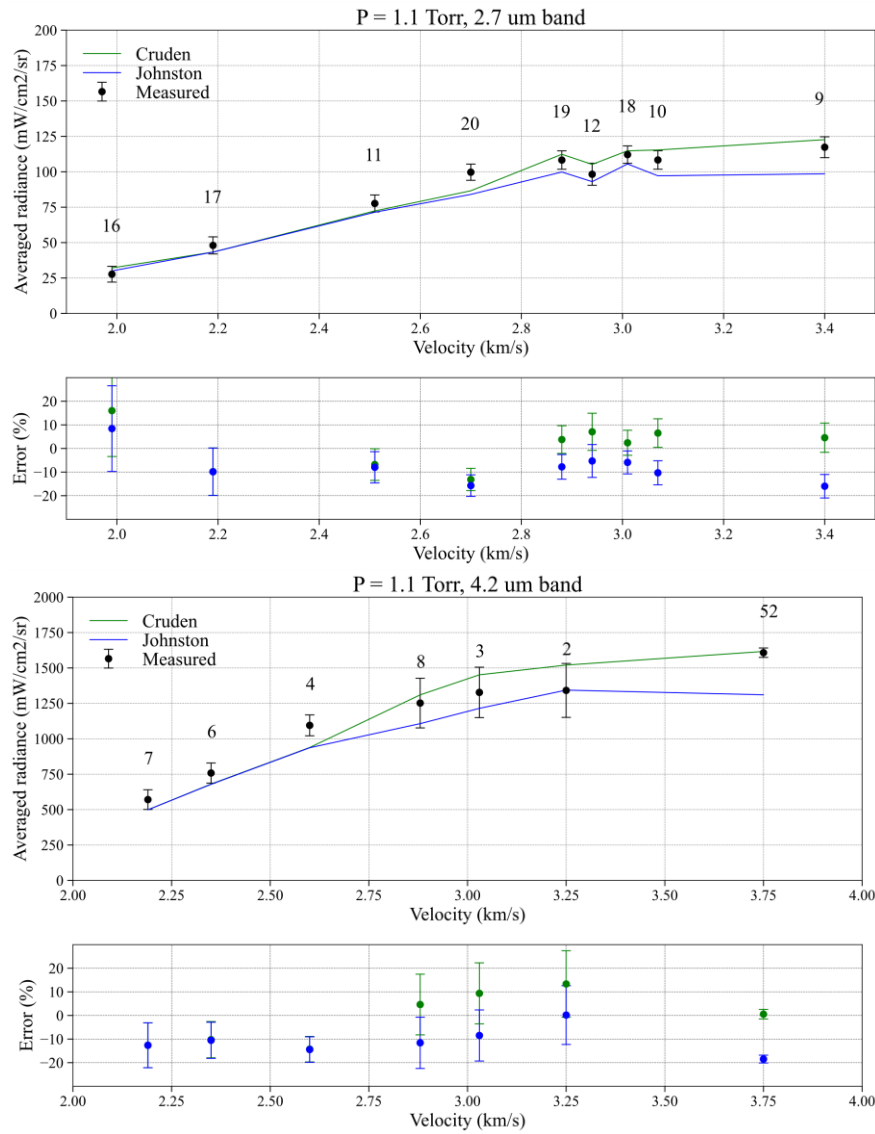 P = 1.1 Torr, 2.7 um band
Averaged radiance (mW/cm2/sr)
200
175
150
125
100
75
50
25
0
Cruden
Johnston
Measured
16
17
11
20
19
12
18
10
9
2.0 2.2 2.4 2.6 2.8 3.0 3.2 3.4
Velocity (km/s)
Error (%)
20
10
0
−10
−20
2.0 2.2 2.4 2.6 2.8 3.0 3.2 3.4
Velocity (km/s)
P = 1.1 Torr, 4.2 um band
Averaged radiance (mW/cm2/sr)
2000
1750
1500
1250
1000
750
500
250
0
Cruden
Johnston
Measured
7
6
4
8
3
2
52
2.00 2.25 2.50 2.75 3.00 3.25 3.50 3.75 4.00
Velocity (km/s)
Error (%)
20
10
0
−10
−20
2.00 2.25 2.50 2.75 3.00 3.25 3.50 3.75 4.00
Velocity (km/s)